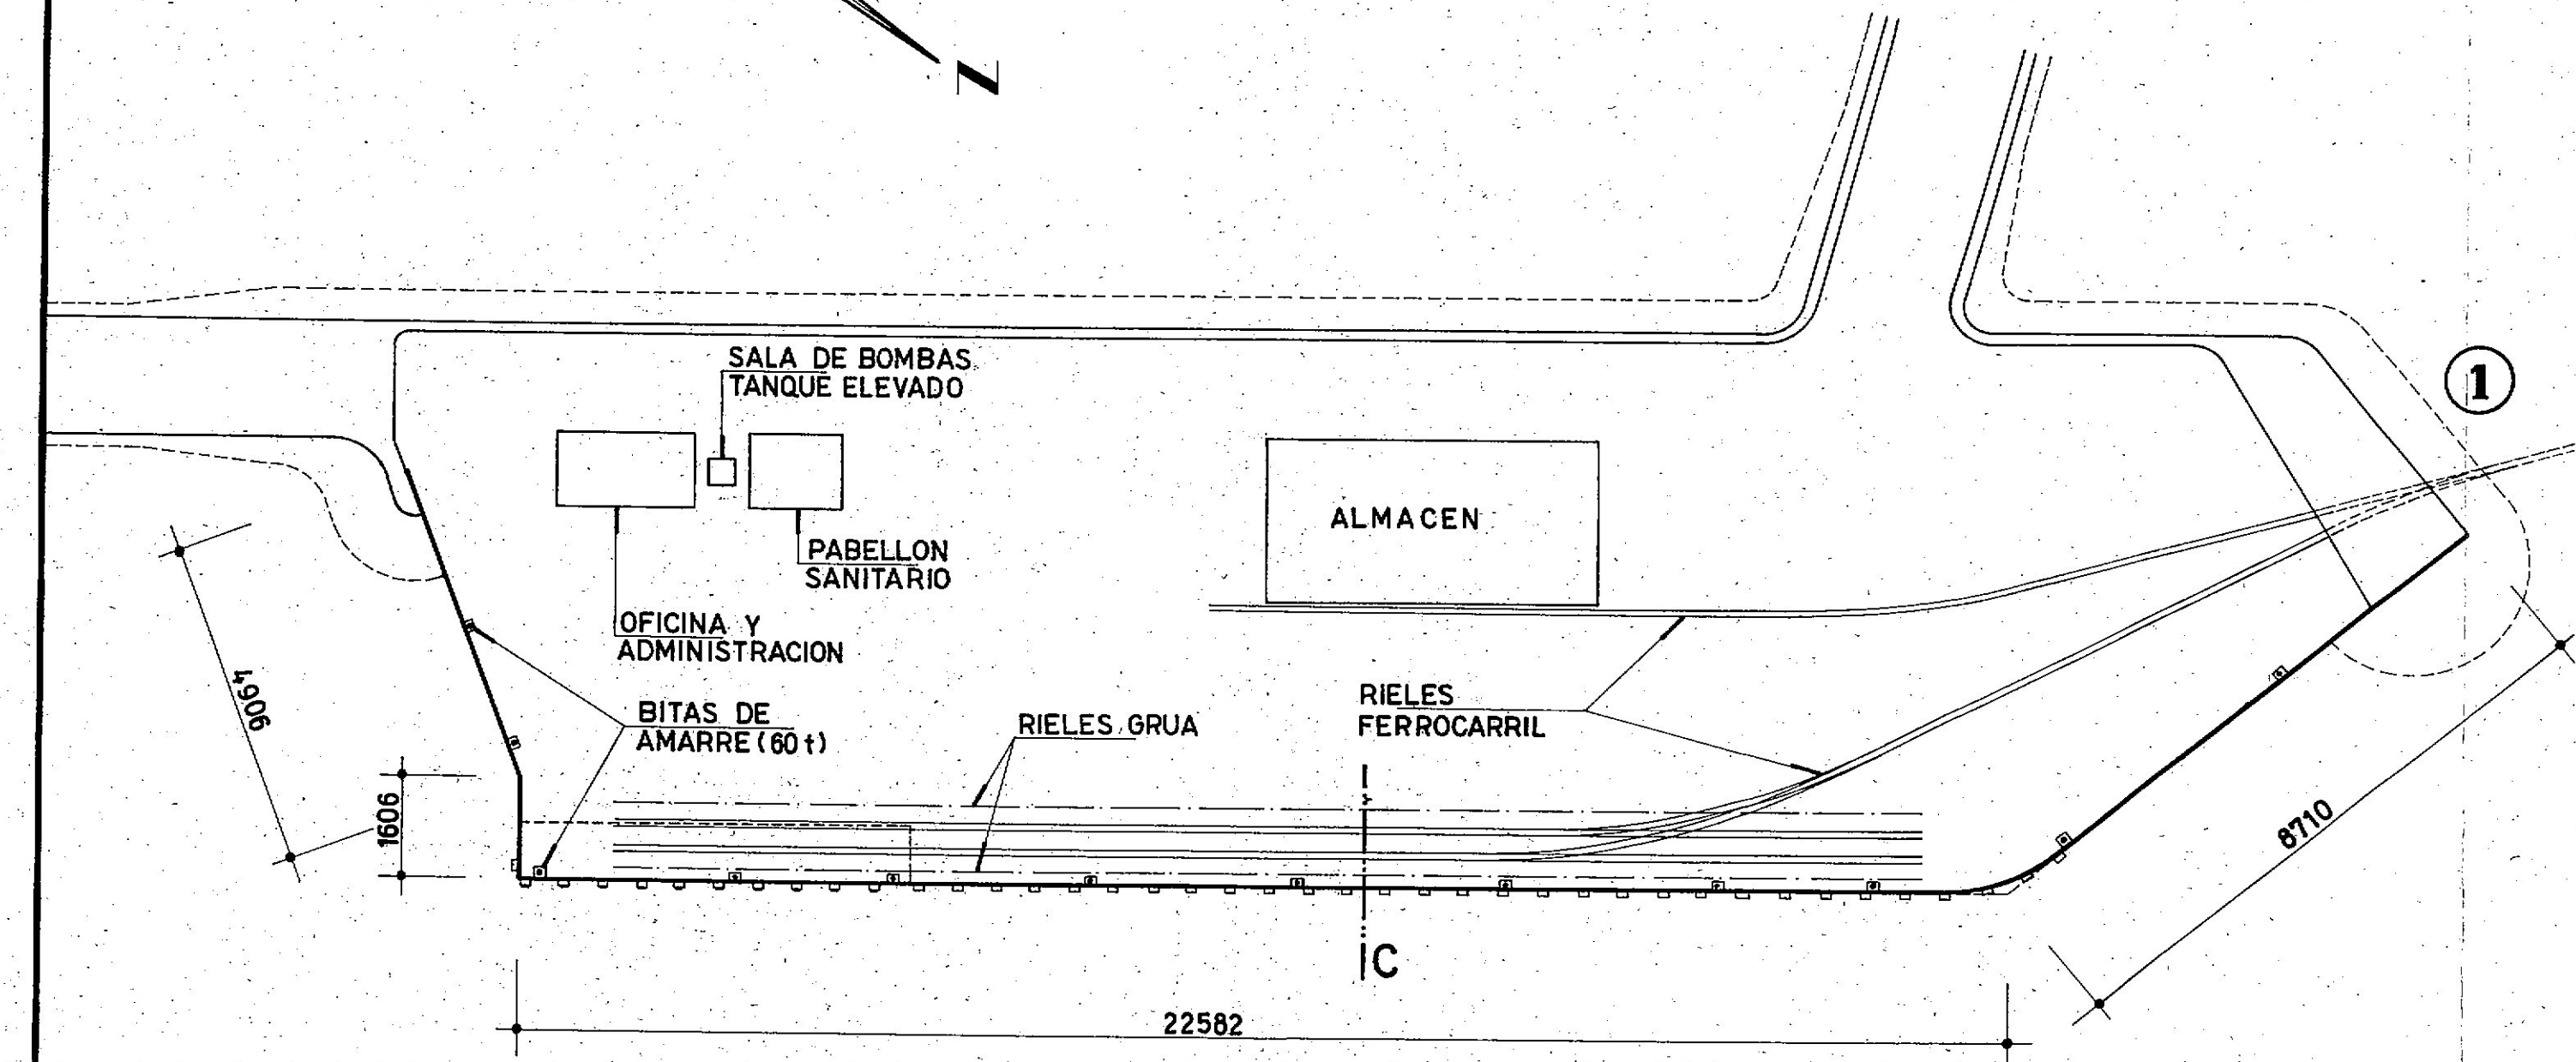 N
SALA DE BOMBAS
TANQUE ELEVADO
1
ALMACEN
PABELLON
SANITARIO
OFICINA Y
ADMINISTRACION
4906
BITAS DE
AMARRE (60 t)
RIELES GRUA
RIELES
FERROCARRIL
1606
8710
C
22582